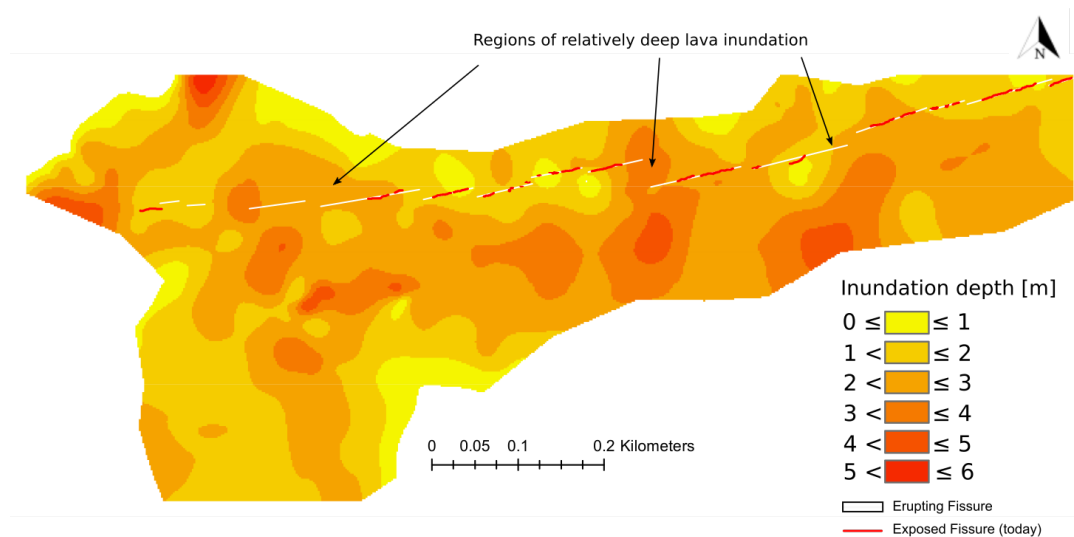 Regions of relatively deep lava inundation
N
Inundation depth [m]
0 ≤ ≤ 1
1 < ≤ 2
2 < ≤ 3
3 < ≤ 4
4 < ≤ 5
5 < ≤ 6
0 0.05 0.1 0.2 Kilometers
Erupting Fissure
Exposed Fissure (today)